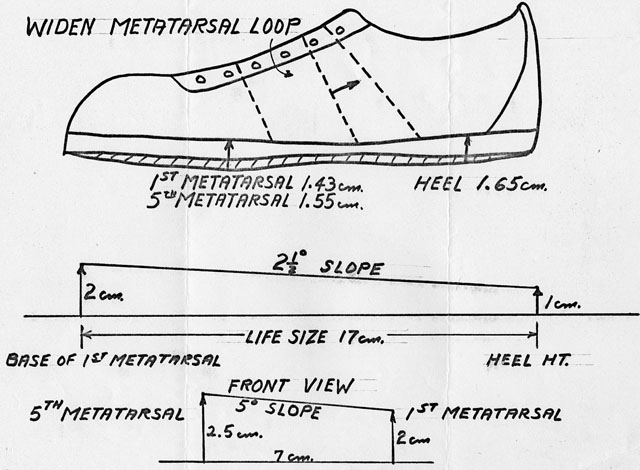 WIDEN METATARSAL LOOP
1ST METATARSAL 1.43cm.
5TH METATARSAL 1.55cm.
HEEL 1.65cm.
2½° SLOPE
2cm.
1cm.
LIFE SIZE 17cm.
BASE OF 1ST METATARSAL
HEEL HT.
FRONT VIEW
5TH METATARSAL
5° SLOPE
1ST METATARSAL
2.5cm.
2cm
7cm.